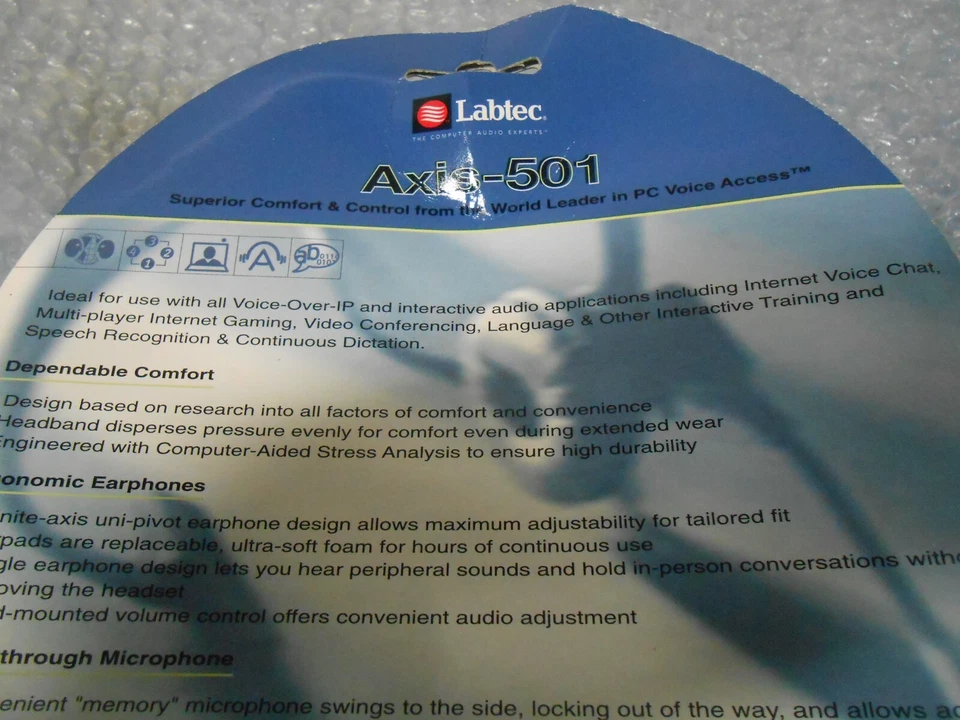 Labtec®
THE COMPUTER AUDIO EXPERTS™
Axis-501
Superior Comfort & Control from the World Leader in PC Voice Access™
4 3 2 1
A
ab
Ideal for use with all Voice-Over-IP and interactive audio applications including Internet Voice Chat,
Multi-player Internet Gaming, Video Conferencing, Language & Other Interactive Training and
Speech Recognition & Continuous Dictation.
Dependable Comfort
Design based on research into all factors of comfort and convenience
Headband disperses pressure evenly for comfort even during extended wear
Engineered with Computer-Aided Stress Analysis to ensure high durability
onomic Earphones
nite-axis uni-pivot earphone design allows maximum adjustability for tailored fit
pads are replaceable, ultra-soft foam for hours of continuous use
gle earphone design lets you hear peripheral sounds and hold in-person conversations witho
oving the headset
d-mounted volume control offers convenient audio adjustment
through Microphone
enient "memory" microphone swings to the side, locking out of the way, and allows